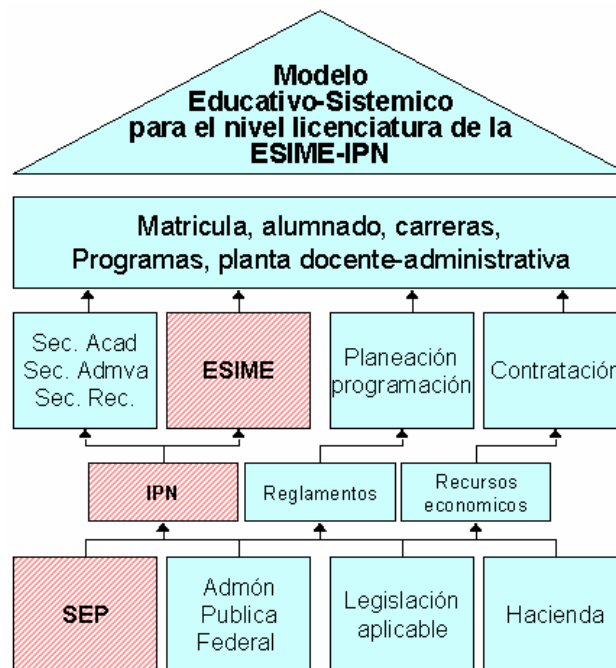 Modelo
Educativo-Sistemico
para el nivel licenciatura de la
ESIME-IPN
Matricula, alumnado, carreras,
Programas, planta docente-administrativa
Sec. Acad
Sec. Admva
Sec. Rec.
ESIME
Planeación
programación
Contratación
IPN
Reglamentos
Recursos
economicos
SEP
Admón
Publica
Federal
Legislación
aplicable
Hacienda